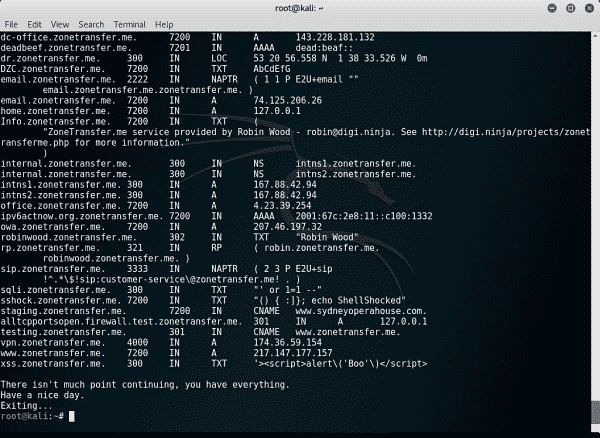 root@kali: ~
File Edit View Search Terminal Help
dc-office.zonetransfer.me. 7200 IN A 143.228.181.132
deadbeef.zonetransfer.me. 7201 IN AAAA dead:beaf::
dr.zonetransfer.me. 300 IN LOC 53 20 56.558 N 1 38 33.526 W 0m
DZC.zonetransfer.me. 7200 IN TXT AbCdEfG
email.zonetransfer.me. 2222 IN NAPTR ( 1 1 P E2U+email ""
email.zonetransfer.me.zonetransfer.me. )
email.zonetransfer.me. 7200 IN A 74.125.206.26
home.zonetransfer.me. 7200 IN A 127.0.0.1
Info.zonetransfer.me. 7200 IN TXT (
"ZoneTransfer.me service provided by Robin Wood - robin@digi.ninja. See http://digi.ninja/projects/zonet
ransferme.php for more information."
)
internal.zonetransfer.me. 300 IN NS intns1.zonetransfer.me.
internal.zonetransfer.me. 300 IN NS intns2.zonetransfer.me.
intns1.zonetransfer.me. 300 IN A 167.88.42.94
intns2.zonetransfer.me. 300 IN A 167.88.42.94
office.zonetransfer.me. 7200 IN A 4.23.39.254
ipv6actnow.org.zonetransfer.me. 7200 IN AAAA 2001:67c:2e8:11::c100:1332
owa.zonetransfer.me. 7200 IN A 207.46.197.32
robinwood.zonetransfer.me. 302 IN TXT "Robin Wood"
rp.zonetransfer.me. 321 IN RP ( robin.zonetransfer.me.
robinwood.zonetransfer.me. )
sip.zonetransfer.me. 3333 IN NAPTR ( 2 3 P E2U+sip
!^.*\$!sip:customer-service\@zonetransfer.me! . )
sqli.zonetransfer.me. 300 IN TXT "' or 1=1 --"
sshock.zonetransfer.me. 7200 IN TXT "() { :]}; echo ShellShocked"
staging.zonetransfer.me. 7200 IN CNAME www.sydneyoperahouse.com.
alltcpportsopen.firewall.test.zonetransfer.me. 301 IN A 127.0.0.1
testing.zonetransfer.me. 301 IN CNAME www.zonetransfer.me.
vpn.zonetransfer.me. 4000 IN A 174.36.59.154
www.zonetransfer.me. 7200 IN A 217.147.177.157
xss.zonetransfer.me. 300 IN TXT '><script>alert\('Boo'\)</script>
There isn't much point continuing, you have everything.
Have a nice day.
Exiting...
root@kali:~#